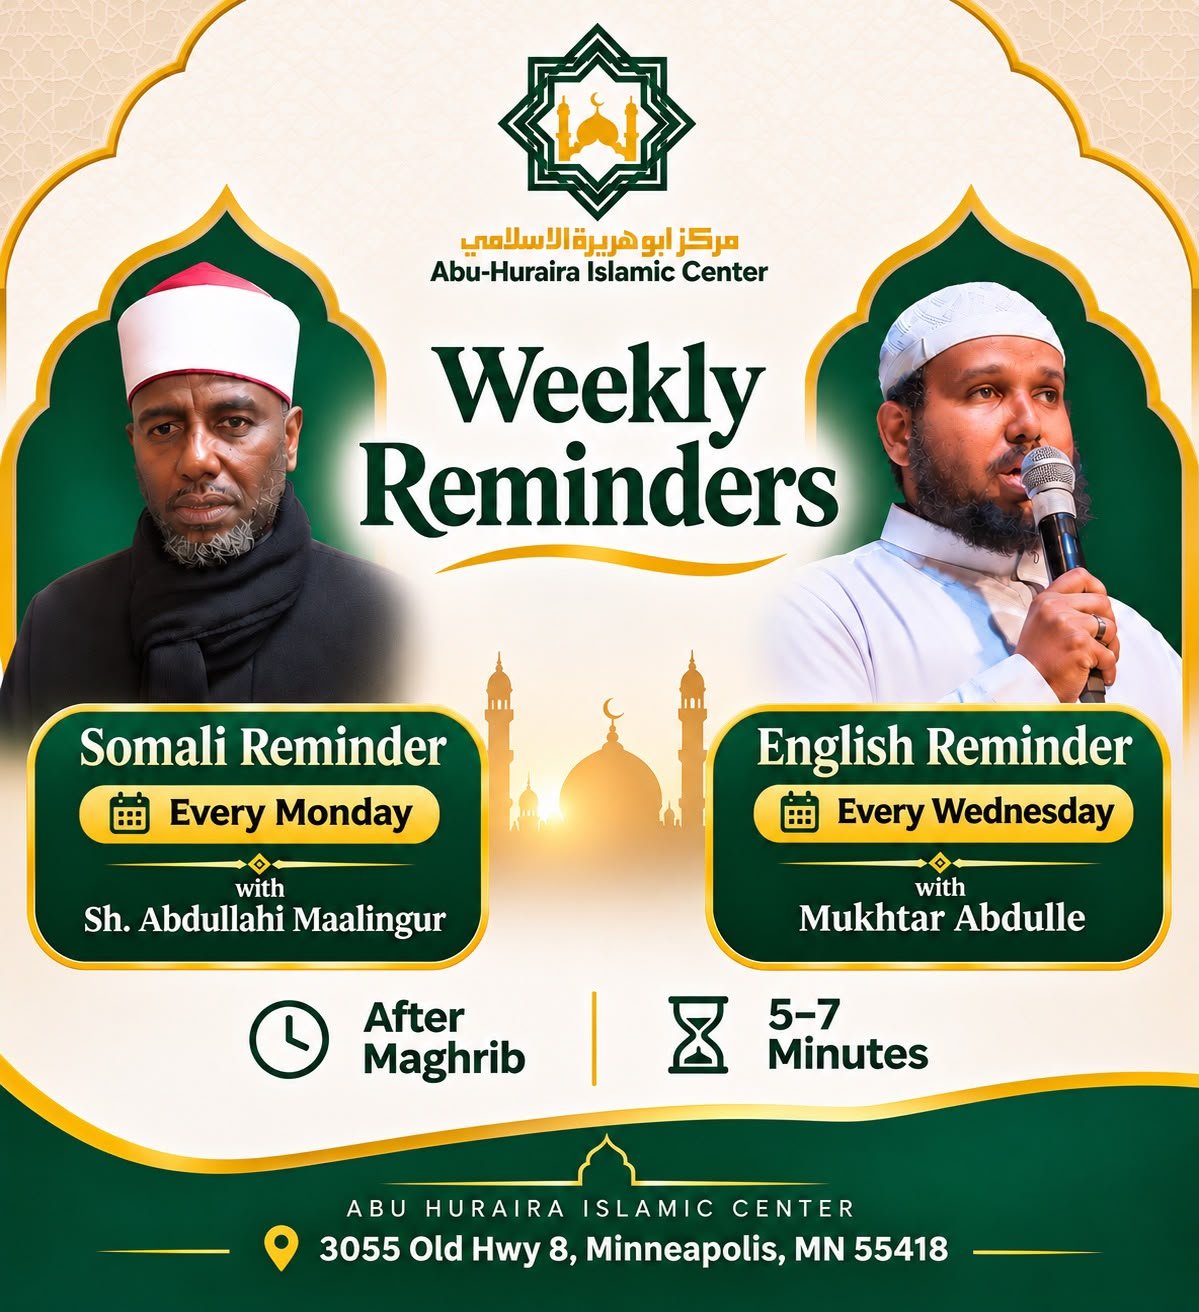 مركز ابو هريرة الاسلامي
Abu-Huraira Islamic Center
Weekly
Reminders
Somali Reminder
Every Monday
with
Sh. Abdullahi Maalingur
English Reminder
Every Wednesday
with
Mukhtar Abdulle
After
Maghrib
5–7
Minutes
ABU HURAIRA ISLAMIC CENTER
3055 Old Hwy 8, Minneapolis, MN 55418